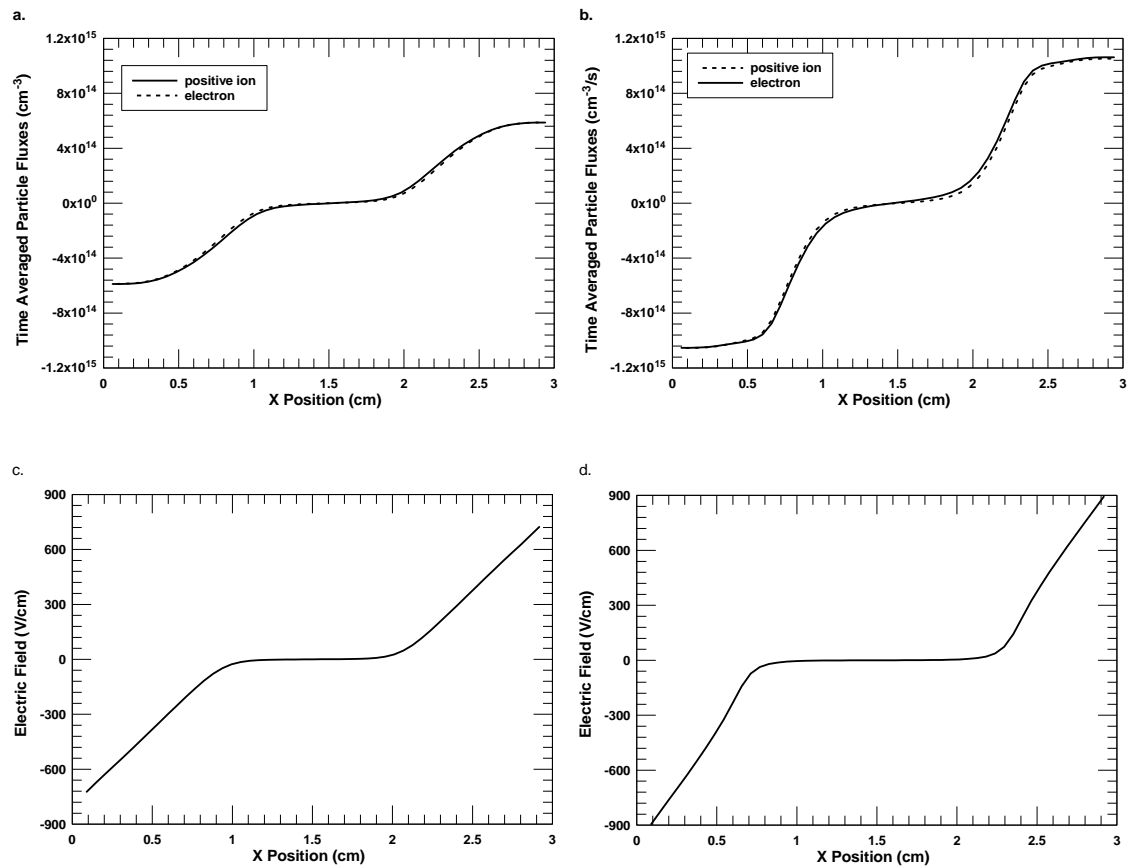 a.
Time Averaged Particle Fluxes (cm-3)
1.2x10^15
8x10^14
4x10^14
0x10^0
-4x10^14
-8x10^14
-1.2x10^15
positive ion
electron
0 0.5 1 1.5 2 2.5 3
X Position (cm)
b.
Time Averaged Particle Fluxes (cm-3/s)
1.2x10^15
8x10^14
4x10^14
0x10^0
-4x10^14
-8x10^14
-1.2x10^15
positive ion
electron
0 0.5 1 1.5 2 2.5 3
X Position (cm)
c.
Electric Field (V/cm)
900
600
300
0
-300
-600
-900
0 0.5 1 1.5 2 2.5 3
X Position (cm)
d.
Electric Field (V/cm)
900
600
300
0
-300
-600
-900
0 0.5 1 1.5 2 2.5 3
X Position (cm)